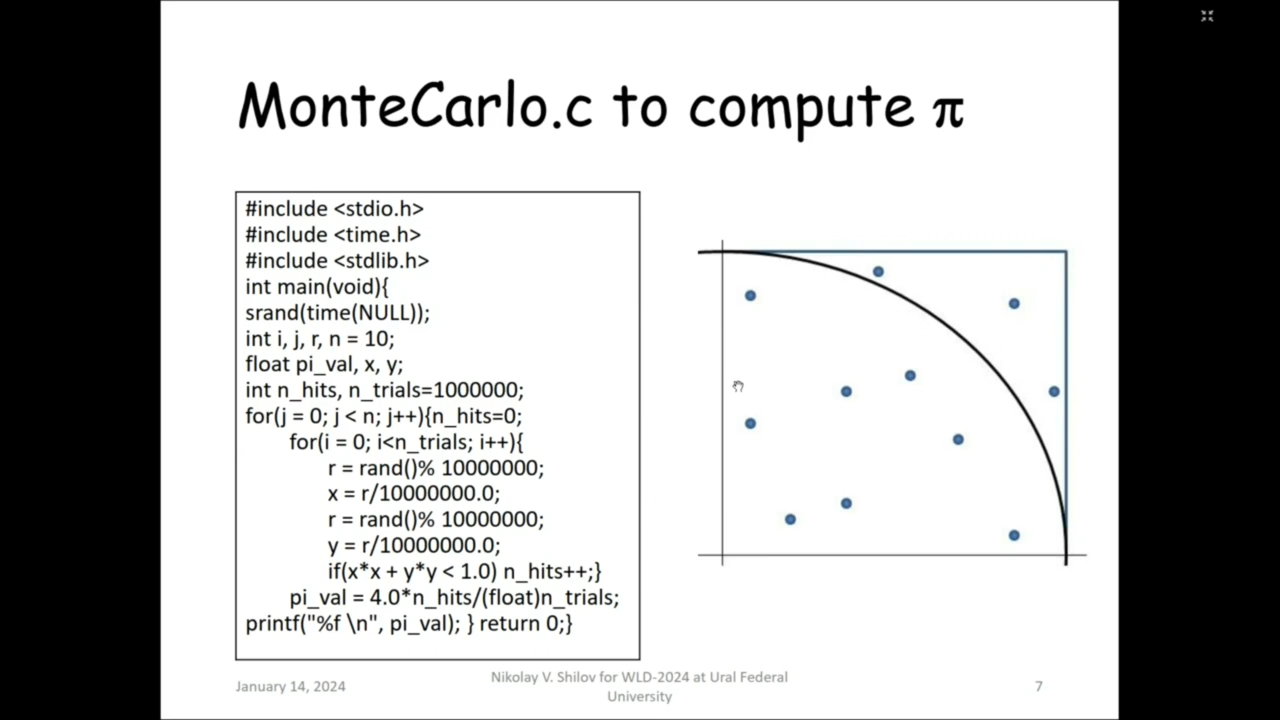 MonteCarlo.c to compute π
#include <stdio.h>
#include <time.h>
#include <stdlib.h>
int main(void){
srand(time(NULL));
int i, j, r, n = 10;
float pi_val, x, y;
int n_hits, n_trials=1000000;
for(j = 0; j < n; j++){n_hits=0;
for(i = 0; i<n_trials; i++){
r = rand()% 10000000;
x = r/10000000.0;
r = rand()% 10000000;
y = r/10000000.0;
if(x*x + y*y < 1.0) n_hits++;}
pi_val = 4.0*n_hits/(float)n_trials;
printf("%f \n", pi_val); } return 0;}
January 14, 2024
Nikolay V. Shilov for WLD-2024 at Ural Federal
University
7